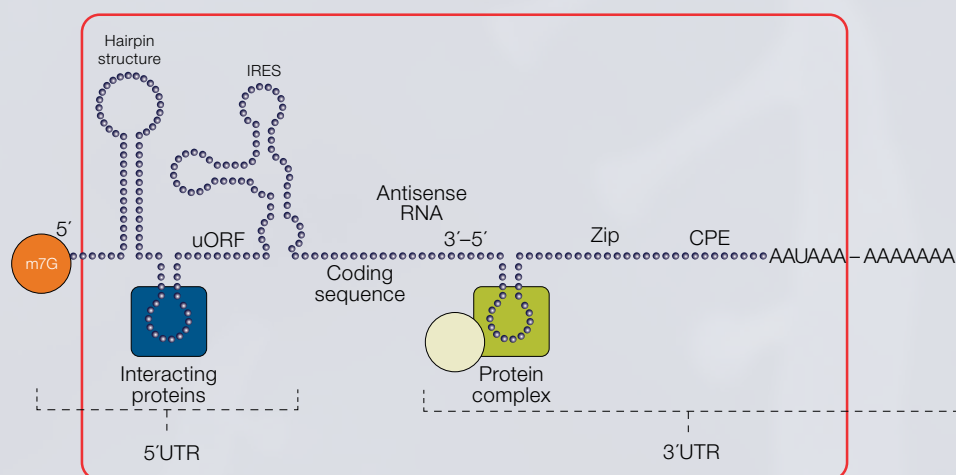 Hairpin
structure
IRES
Antisense
RNA
5′
uORF
3′–5′
Zip
CPE
m7G
AAUAAA – AAAAAAA
Coding
sequence
Interacting
proteins
Protein
complex
5′UTR
3′UTR